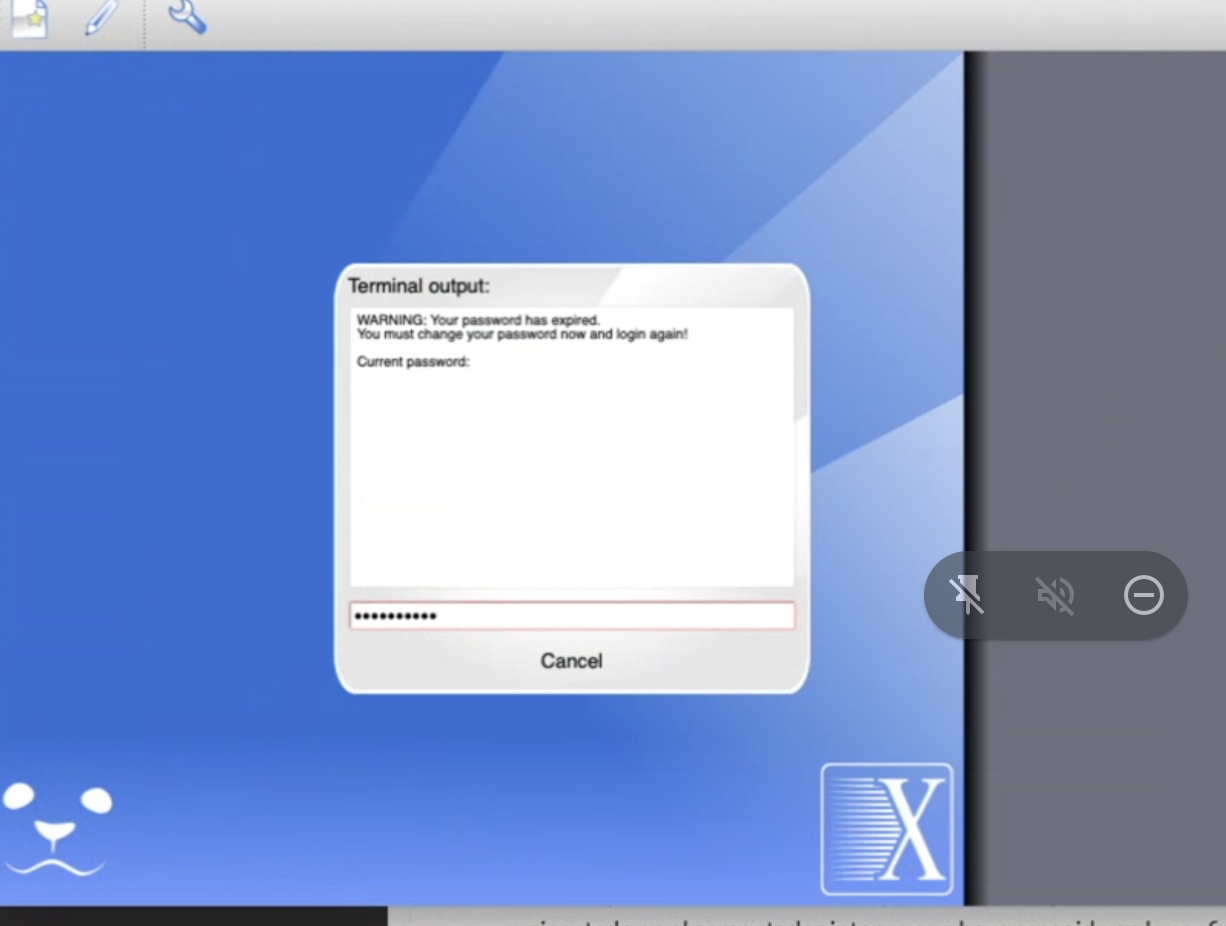 Terminal output:
WARNING: Your password has expired.
You must change your password now and login again!
Current password:
••••••••••
Cancel
X